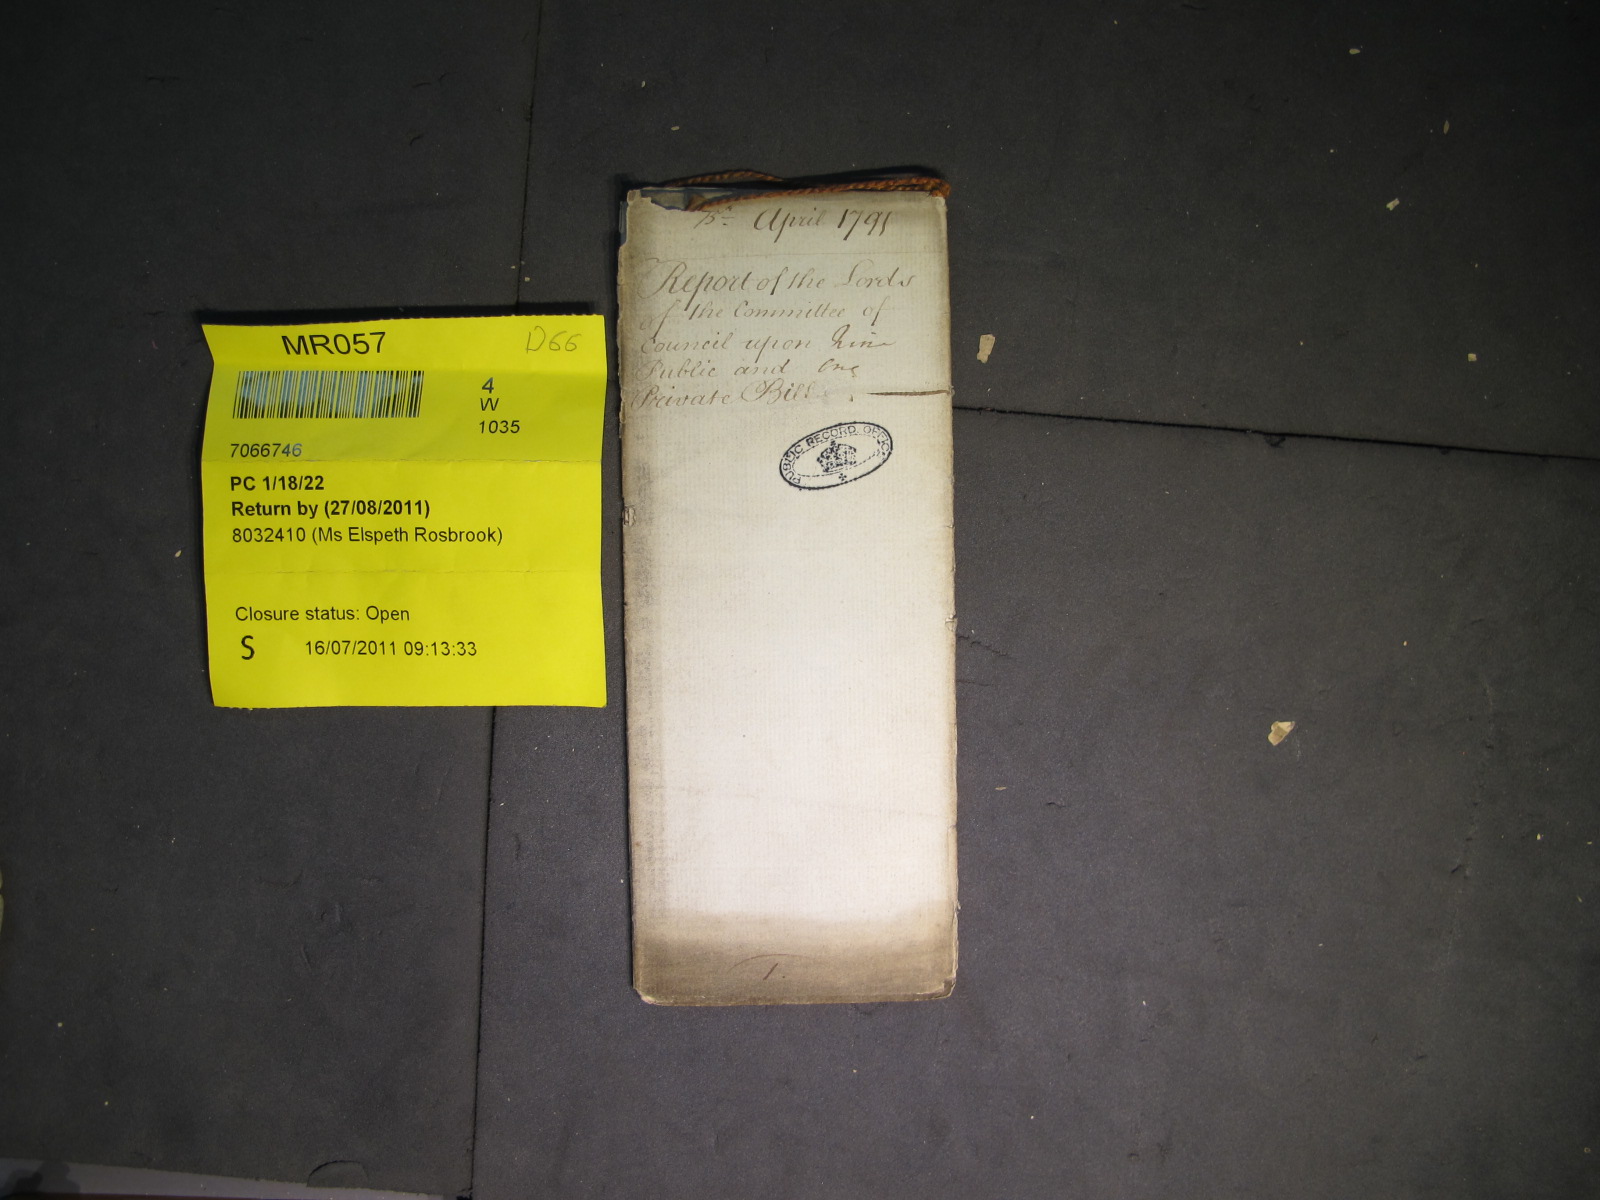 MR057
D66
4
W
1035
7066746
PC 1/18/22
Return by (27/08/2011)
8032410 (Ms Elspeth Rosbrook)
Closure status: Open
S 16/07/2011 09:13:33
April 1791
Report of the Lords
of the Committee of
Council upon Nine
Public and One
Private Bill
PUBLIC RECORD OFFICE
1.